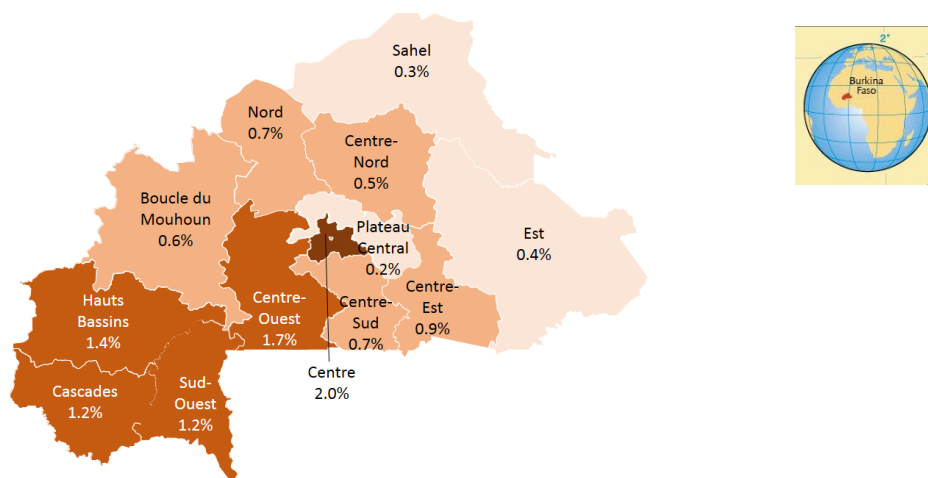 Sahel
0.3%
2°
Burkina
Faso
Nord
0.7%
Centre-
Nord
0.5%
Boucle du
Mouhoun
0.6%
Plateau
Central
0.2%
Est
0.4%
Hauts
Bassins
1.4%
Centre-
Ouest
1.7%
Centre-
Sud
0.7%
Centre-
Est
0.9%
Centre
2.0%
Cascades
1.2%
Sud-
Ouest
1.2%